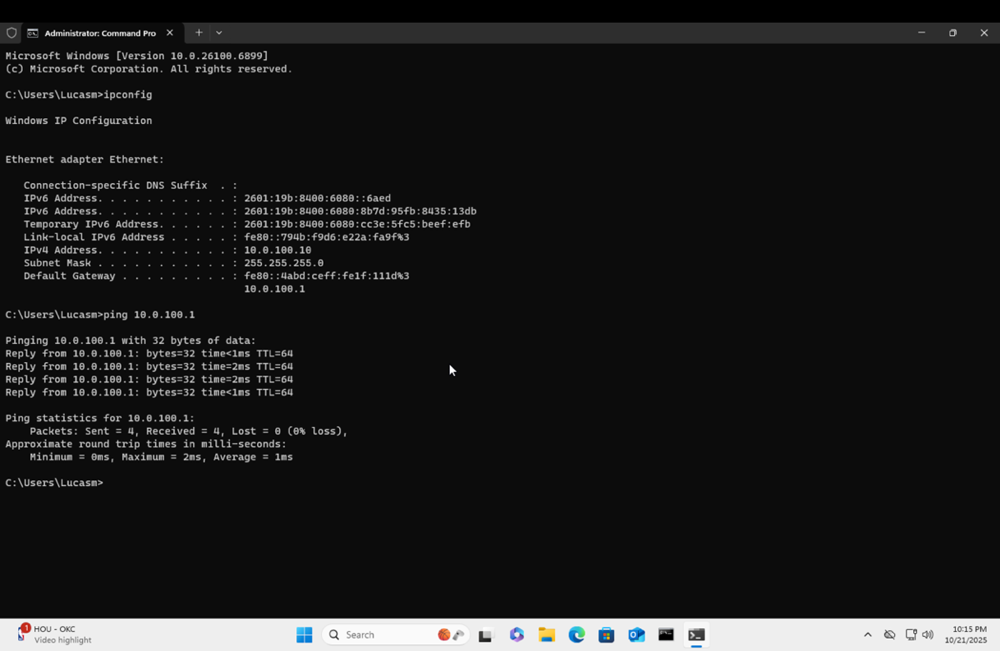 Administrator: Command Pro
Microsoft Windows [Version 10.0.26100.6899]
(c) Microsoft Corporation. All rights reserved.
C:\Users\Lucasm>ipconfig
Windows IP Configuration
Ethernet adapter Ethernet:
Connection-specific DNS Suffix  . :
IPv6 Address. . . . . . . . . . . : 2601:19b:8400:6080::6aed
IPv6 Address. . . . . . . . . . . : 2601:19b:8400:6080:8b7d:95fb:8435:13db
Temporary IPv6 Address. . . . . . : 2601:19b:8400:6080:cc3e:5fc5:beef:efb
Link-local IPv6 Address . . . . . : fe80::794b:f9d6:e22a:fa9f%3
IPv4 Address. . . . . . . . . . . : 10.0.100.10
Subnet Mask . . . . . . . . . . . : 255.255.255.0
Default Gateway . . . . . . . . . : fe80::4abd:ceff:fe1f:111d%3
10.0.100.1
C:\Users\Lucasm>ping 10.0.100.1
Pinging 10.0.100.1 with 32 bytes of data:
Reply from 10.0.100.1: bytes=32 time<1ms TTL=64
Reply from 10.0.100.1: bytes=32 time=2ms TTL=64
Reply from 10.0.100.1: bytes=32 time=2ms TTL=64
Reply from 10.0.100.1: bytes=32 time<1ms TTL=64
Ping statistics for 10.0.100.1:
Packets: Sent = 4, Received = 4, Lost = 0 (0% loss),
Approximate round trip times in milli-seconds:
Minimum = 0ms, Maximum = 2ms, Average = 1ms
C:\Users\Lucasm>
1
HOU - OKC
Video highlight
Search
10:15 PM
10/21/2025